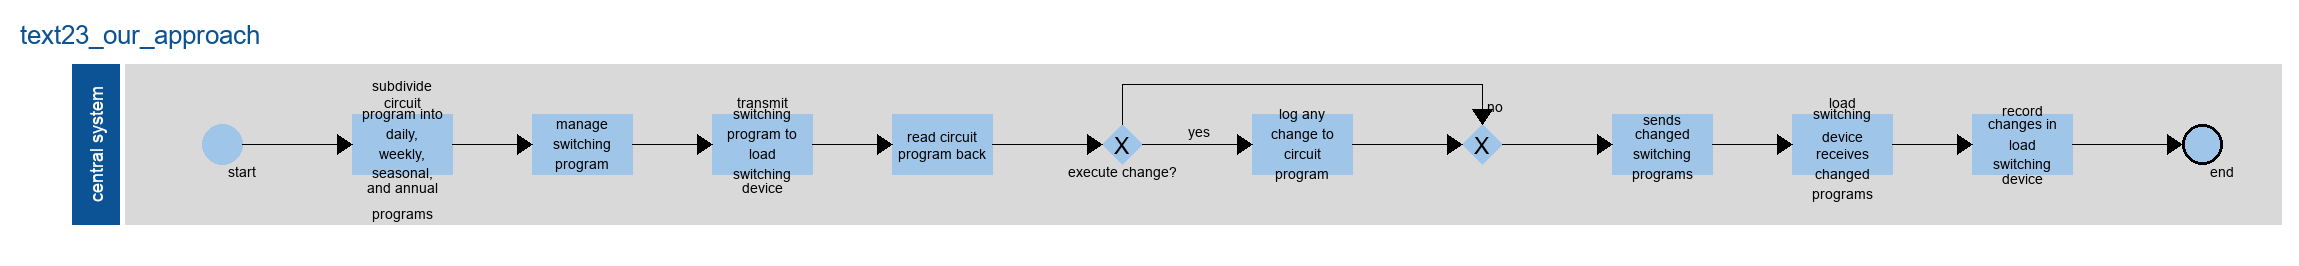 text23_our_approach
central system
start
subdivide
circuit
program into
daily,
weekly,
seasonal,
and annual
programs
manage
switching
program
transmit
switching
program to
load
switching
device
read circuit
program back
X
execute change?
yes
log any
change to
circuit
program
no
X
sends
changed
switching
programs
load
switching
device
receives
changed
programs
record
changes in
load
switching
device
end